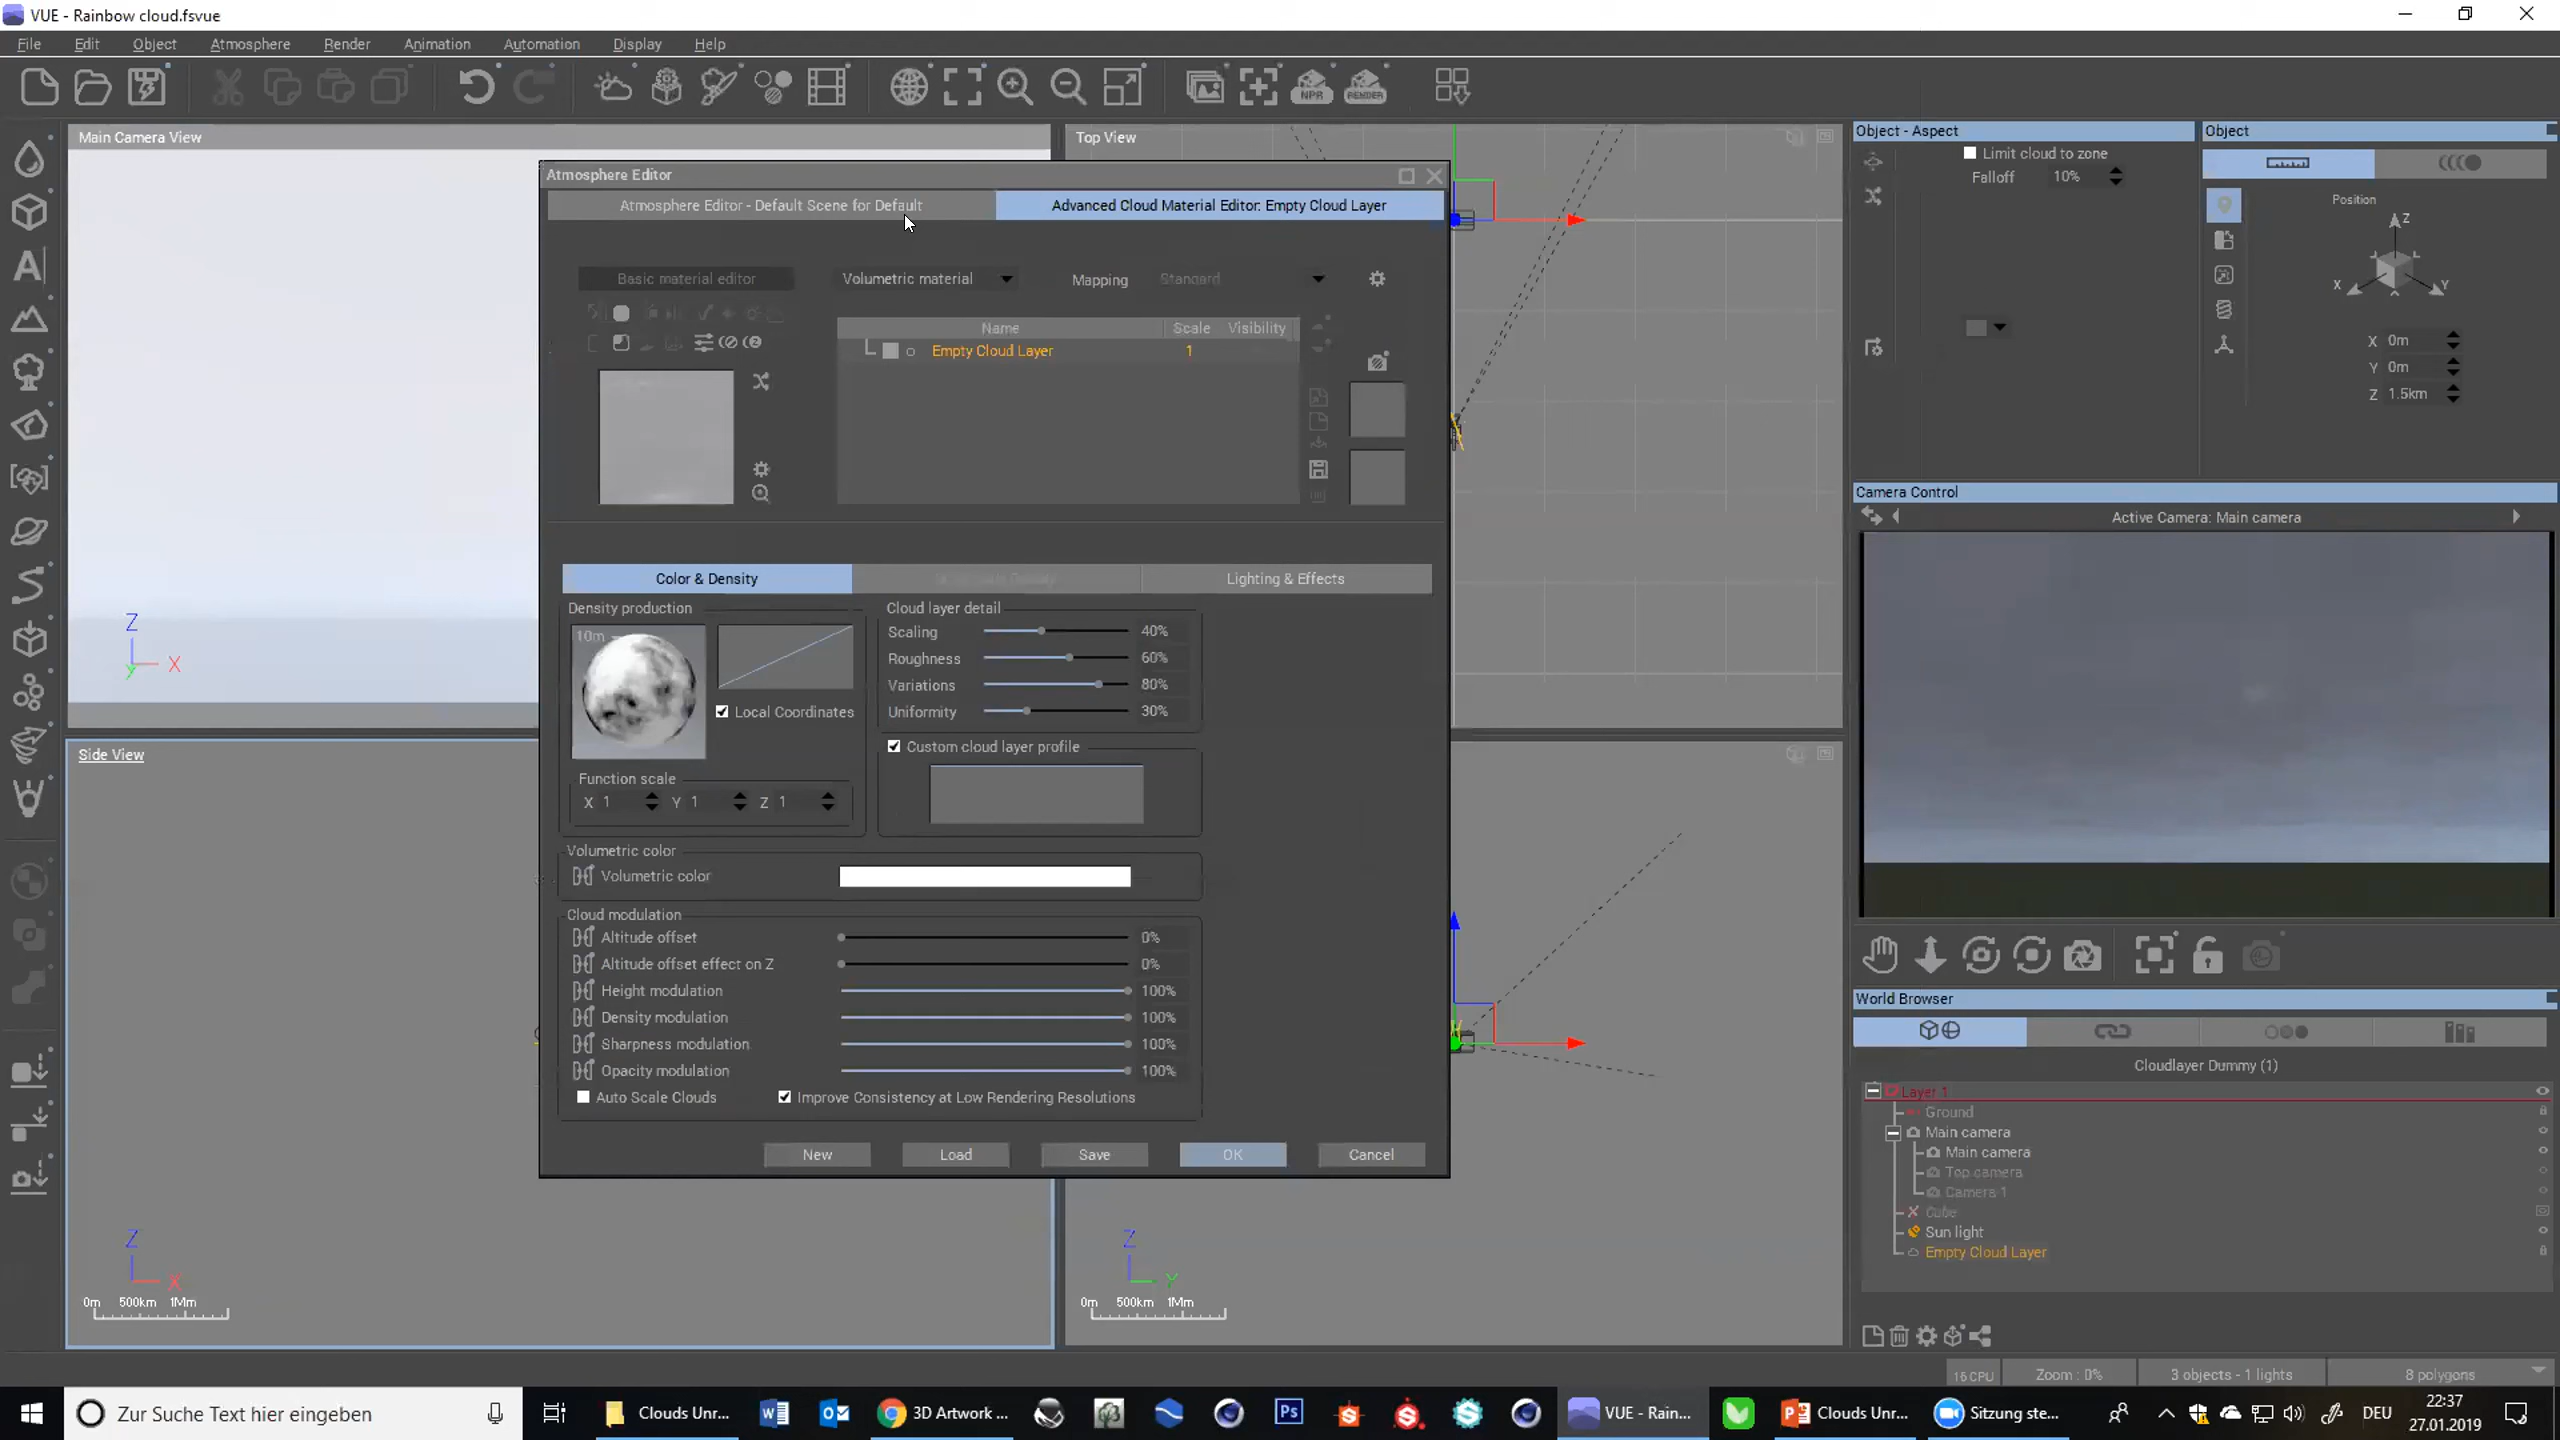 VUE - Rainbow cloud.fsvue
File Edit Object Atmosphere Render Animation Automation Display Help
NPR RENDER
Main Camera View
Top View
Object - Aspect
Object
Limit cloud to zone
Falloff 10%
Position
Z
X Y
X 0m
Y 0m
Z 1.5km
Atmosphere Editor
Atmosphere Editor - Default Scene for Default
Advanced Cloud Material Editor: Empty Cloud Layer
Basic material editor
Volumetric material
Mapping Standard
Name Scale Visibility
Empty Cloud Layer 1
Color & Density
Lighting & Effects
Density production
10m
Local Coordinates
Function scale
X 1 Y 1 Z 1
Cloud layer detail
Scaling 40%
Roughness 60%
Variations 80%
Uniformity 30%
Custom cloud layer profile
Volumetric color
Volumetric color
Cloud modulation
Altitude offset 0%
Altitude offset effect on Z 0%
Height modulation 100%
Density modulation 100%
Sharpness modulation 100%
Opacity modulation 100%
Auto Scale Clouds
Improve Consistency at Low Rendering Resolutions
New Load Save OK Cancel
Z
X
Y
Side View
Z
X
0m 500km 1Mm
Z
Y
0m 500km 1Mm
Camera Control
Active Camera: Main camera
World Browser
Cloudlayer Dummy (1)
Layer 1
Ground
Main camera
Main camera
Top camera
Camera 1
Cube
Sun light
Empty Cloud Layer
16 CPU
Zoom : 0%
3 objects - 1 lights
8 polygons
Zur Suche Text hier eingeben
Clouds Unr...
3D Artwork ...
Ps
VUE - Rain...
Clouds Unr...
Sitzung ste...
DEU
22:37
27.01.2019